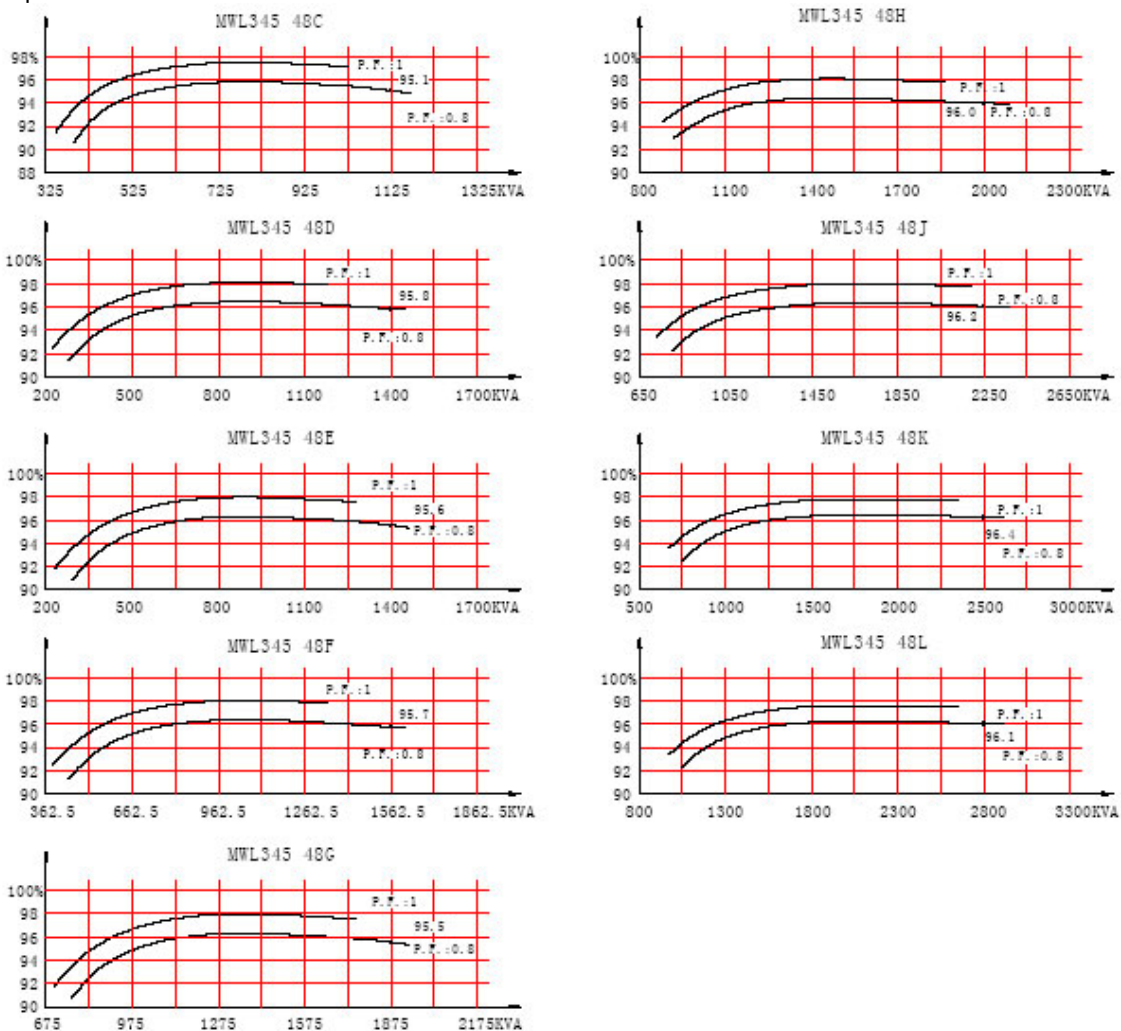 MWL345 48C
98%
96
94
92
90
88
325 525 725 925 1125 1325KVA
P.F.:1
95.1
P.F.:0.8
MWL345 48D
100%
98
96
94
92
90
200 500 800 1100 1400 1700KVA
P.F.:1
95.8
P.F.:0.8
MWL345 48E
100%
98
96
94
92
90
200 500 800 1100 1400 1700KVA
P.F.:1
95.6
P.F.:0.8
MWL345 48F
100%
98
96
94
92
90
362.5 662.5 962.5 1262.5 1562.5 1862.5KVA
P.F.:1
95.7
P.F.:0.8
MWL345 48G
100%
98
96
94
92
90
675 975 1275 1575 1875 2175KVA
P.F.:1
95.5
P.F.:0.8
MWL345 48H
100%
98
96
94
92
90
800 1100 1400 1700 2000 2300KVA
P.F.:1
96.0 P.F.:0.8
MWL345 48J
100%
98
96
94
92
90
650 1050 1450 1850 2250 2650KVA
P.F.:1
P.F.:0.8
96.2
MWL345 48K
100%
98
96
94
92
90
500 1000 1500 2000 2500 3000KVA
P.F.:1
96.4
P.F.:0.8
MWL345 48L
100%
98
96
94
92
90
800 1300 1800 2300 2800 3300KVA
P.F.:1
96.1
P.F.:0.8